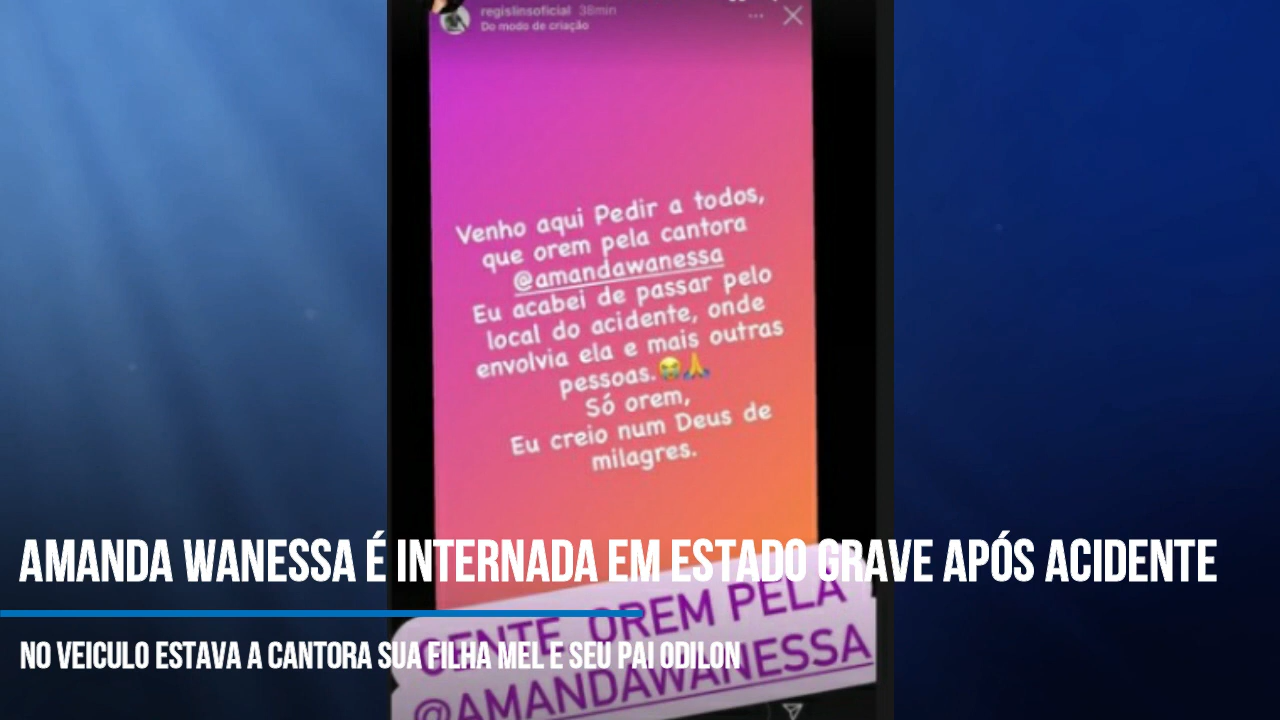 regislinsoficial 38min
Do modo de criação
Venho aqui Pedir a todos,
que orem pela cantora
@amandawanessa
Eu acabei de passar pelo
local do acidente, onde
envolvia ela e mais outras
pessoas.😭🙏
Só orem,
Eu creio num Deus de
milagres.
AMANDA WANESSA É INTERNADA EM ESTADO GRAVE APÓS ACIDENTE
GENTE, OREM PELA
NO VEICULO ESTAVA A CANTORA SUA FILHA MEL E SEU PAI ODILON
@AMANDAWANESSA